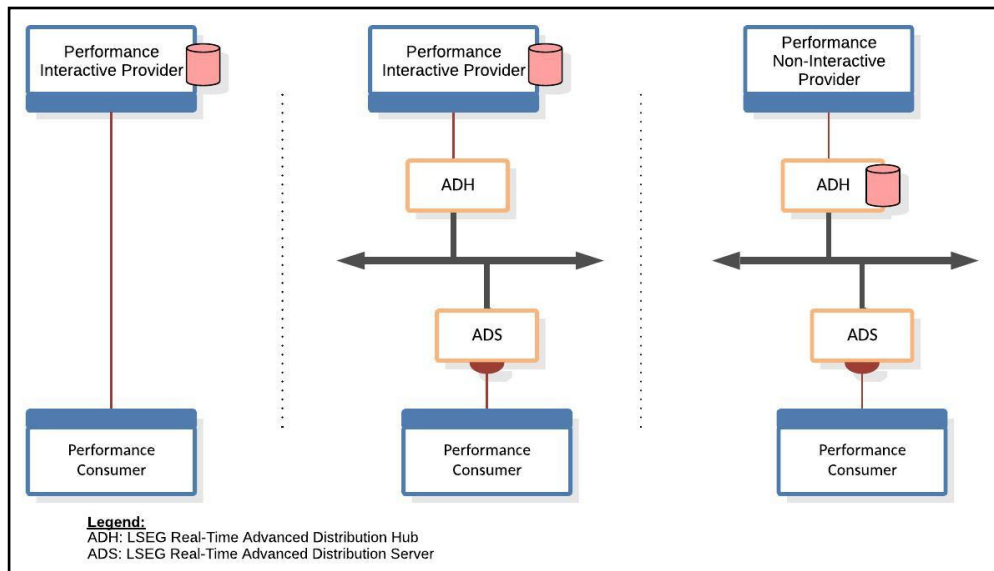 Performance
Interactive Provider
Performance
Interactive Provider
Performance
Non-Interactive
Provider
ADH
ADH
ADS
ADS
Performance
Consumer
Performance
Consumer
Performance
Consumer
Legend:
ADH: LSEG Real-Time Advanced Distribution Hub
ADS: LSEG Real-Time Advanced Distribution Server